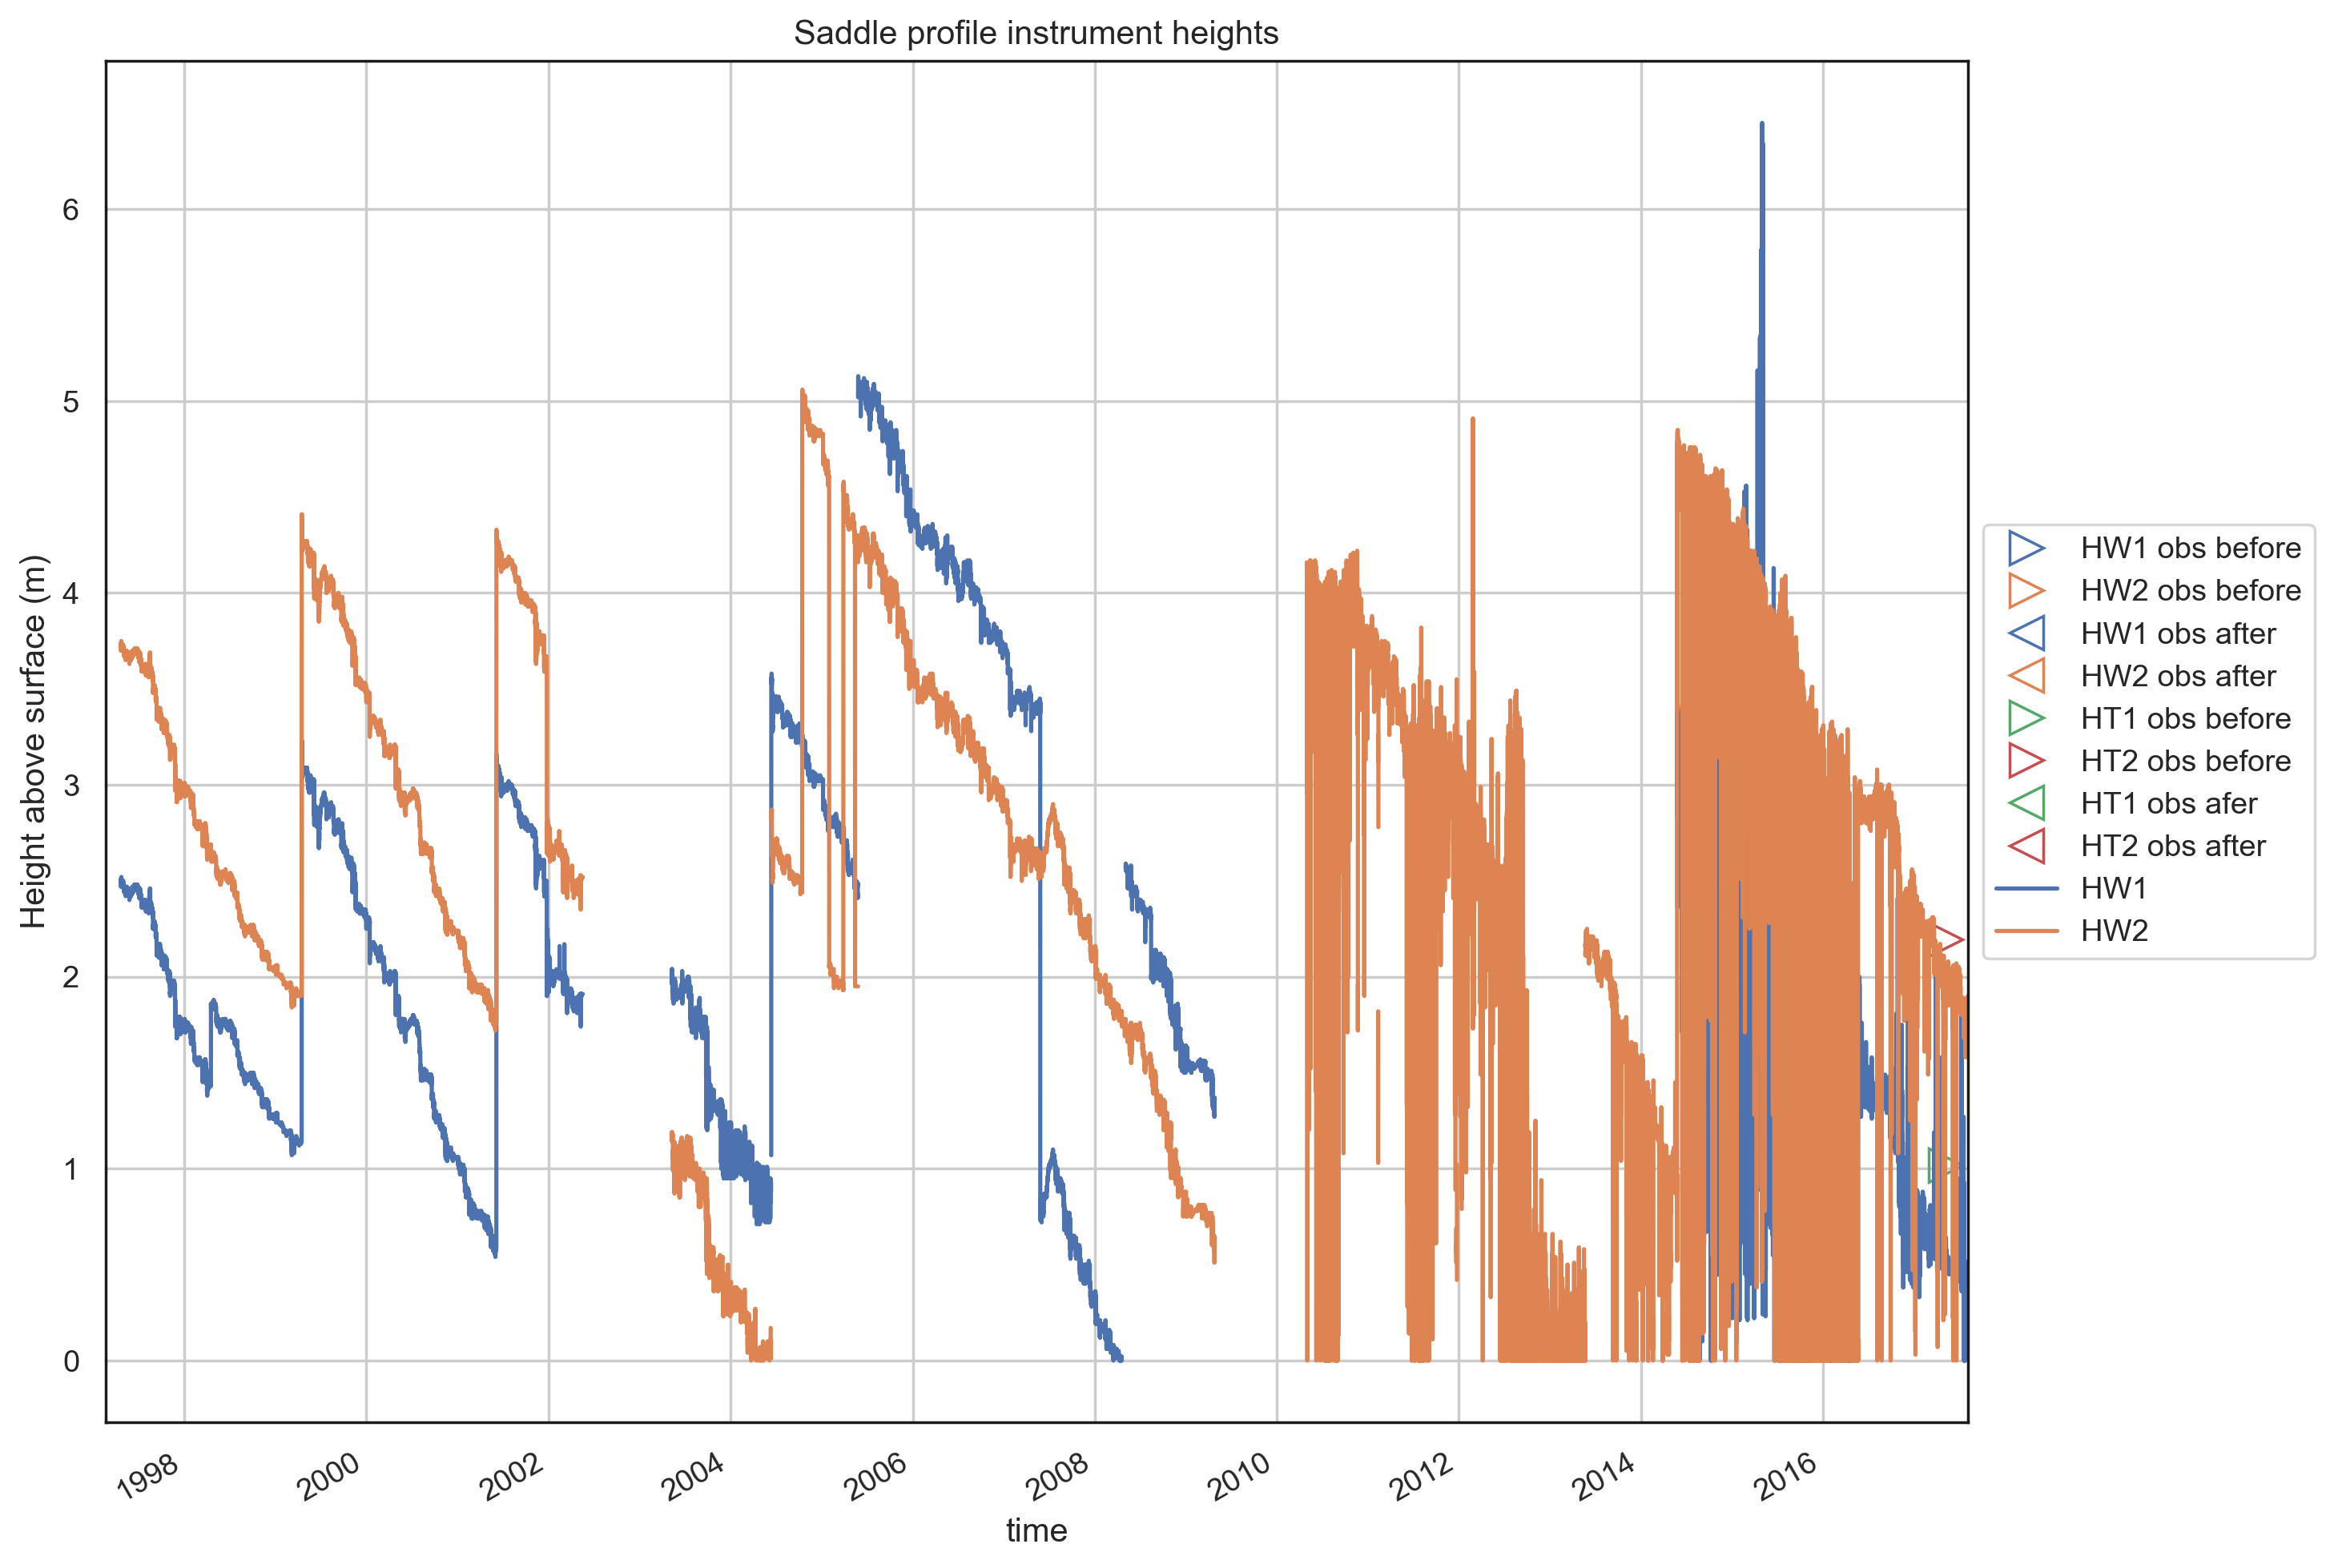 Saddle profile instrument heights
Height above surface (m)
6
5
4
3
2
1
0
1998
2000
2002
2004
2006
2008
2010
2012
2014
2016
time
HW1 obs before
HW2 obs before
HW1 obs after
HW2 obs after
HT1 obs before
HT2 obs before
HT1 obs afer
HT2 obs after
HW1
HW2